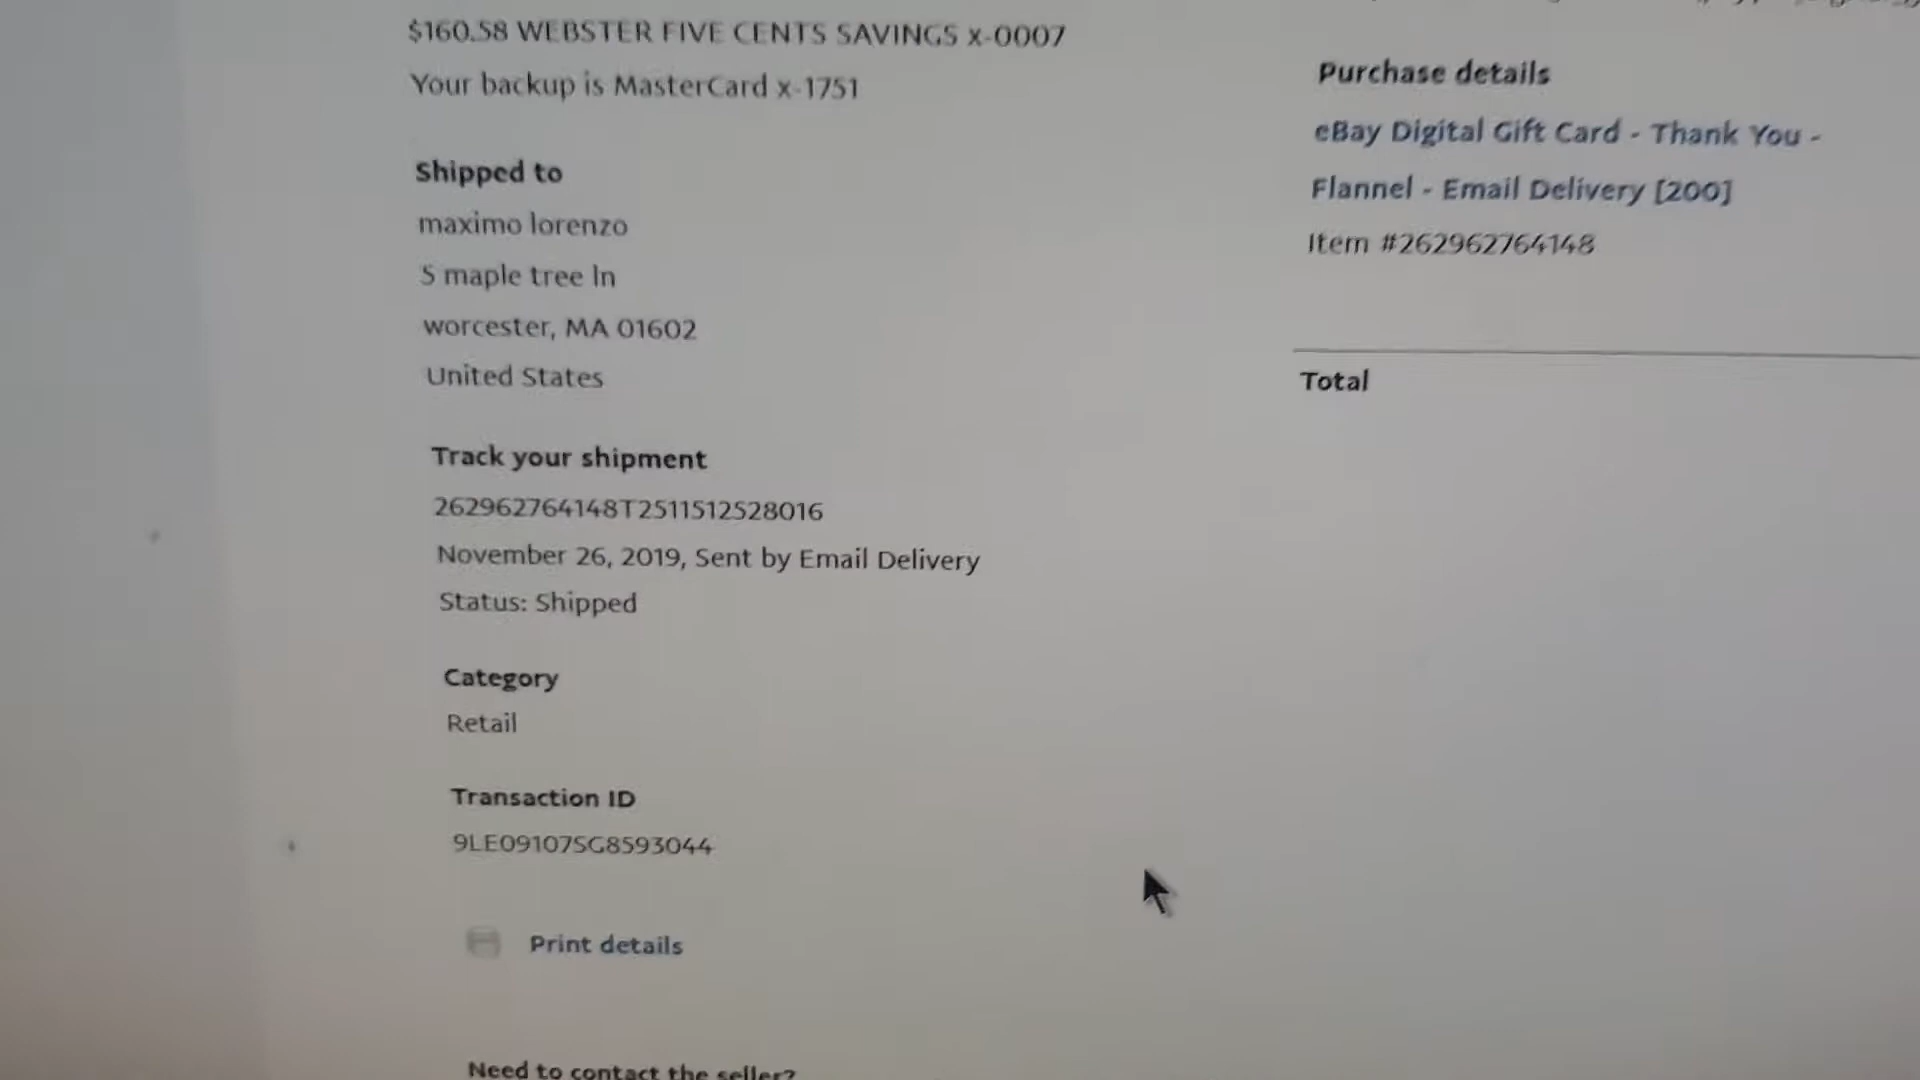 $160.58 WEBSTER FIVE CENTS SAVINGS x-0007
Your backup is MasterCard x-1751
Shipped to
maximo lorenzo
5 maple tree ln
worcester, MA 01602
United States
Track your shipment
262962764148T2511512528016
November 26, 2019, Sent by Email Delivery
Status: Shipped
Category
Retail
Transaction ID
9LE09107SG8593044
Print details
Need to contact the seller?
Purchase details
eBay Digital Gift Card - Thank You -
Flannel - Email Delivery [200]
Item #262962764148
Total